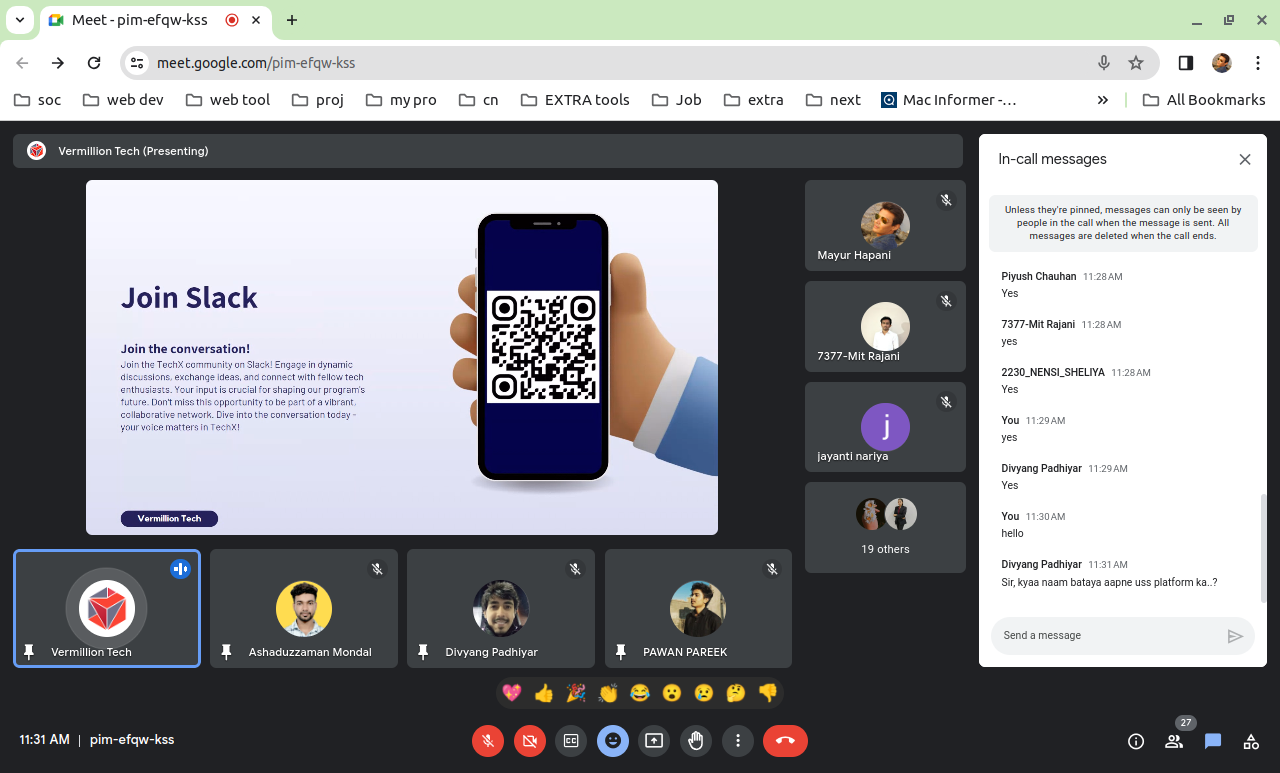 Meet - pim-efqw-kss
meet.google.com/pim-efqw-kss
soc
web dev
web tool
proj
my pro
cn
EXTRA tools
Job
extra
next
Mac Informer -…
All Bookmarks
Vermillion Tech (Presenting)
Join Slack
Join the conversation!
Join the TechX community on Slack! Engage in dynamic
discussions, exchange ideas, and connect with fellow tech
enthusiasts. Your input is crucial for shaping our program's
future. Don't miss this opportunity to be part of a vibrant,
collaborative network. Dive into the conversation today -
your voice matters in TechX!
Vermillion Tech
Mayur Hapani
7377-Mit Rajani
j
jayanti nariya
19 others
Vermillion Tech
Ashaduzzaman Mondal
Divyang Padhiyar
PAWAN PAREEK
In-call messages
Unless they're pinned, messages can only be seen by
people in the call when the message is sent. All
messages are deleted when the call ends.
Piyush Chauhan 11:28 AM
Yes
7377-Mit Rajani 11:28 AM
yes
2230_NENSI_SHELIYA 11:28 AM
Yes
You 11:29 AM
yes
Divyang Padhiyar 11:29 AM
Yes
You 11:30 AM
hello
Divyang Padhiyar 11:31 AM
Sir, kyaa naam bataya aapne uss platform ka..?
Send a message
11:31 AM | pim-efqw-kss
27